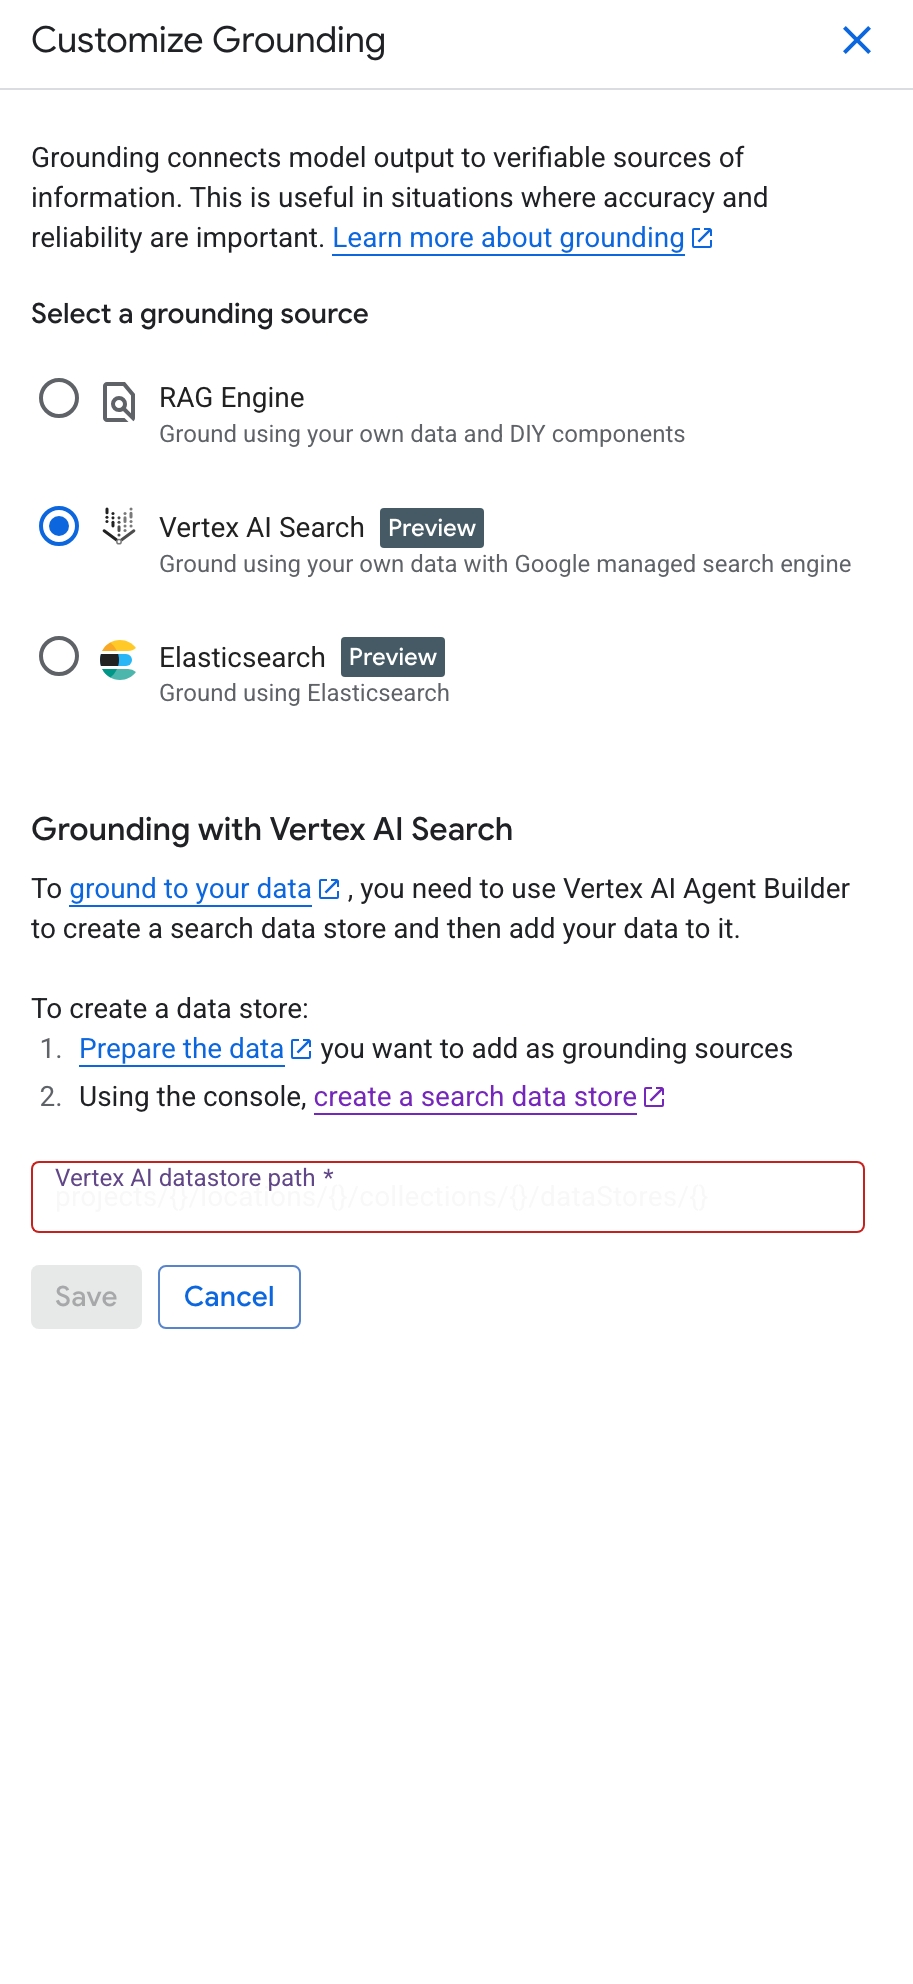 Customize Grounding
Grounding connects model output to verifiable sources of
information. This is useful in situations where accuracy and
reliability are important. Learn more about grounding
Select a grounding source
RAG Engine
Ground using your own data and DIY components
Vertex AI Search Preview
Ground using your own data with Google managed search engine
Elasticsearch Preview
Ground using Elasticsearch
Grounding with Vertex AI Search
To ground to your data , you need to use Vertex AI Agent Builder
to create a search data store and then add your data to it.
To create a data store:
1. Prepare the data you want to add as grounding sources
2. Using the console, create a search data store
Vertex AI datastore path *
projects/{}/locations/{}/collections/{}/dataStores/{}
Save Cancel